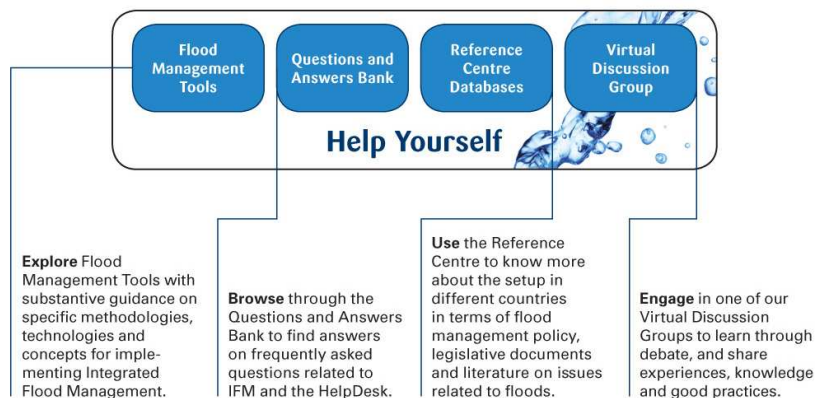 Flood
Management
Tools
Questions and
Answers Bank
Reference
Centre
Databases
Virtual
Discussion
Group
Help Yourself
Explore Flood
Management Tools with
substantive guidance on
specific methodologies,
technologies and
concepts for imple-
menting Integrated
Flood Management.
Browse through the
Questions and Answers
Bank to find answers
on frequently asked
questions related to
IFM and the HelpDesk.
Use the Reference
Centre to know more
about the setup in
different countries
in terms of flood
management policy,
legislative documents
and literature on issues
related to floods.
Engage in one of our
Virtual Discussion
Groups to learn through
debate, and share
experiences, knowledge
and good practices.